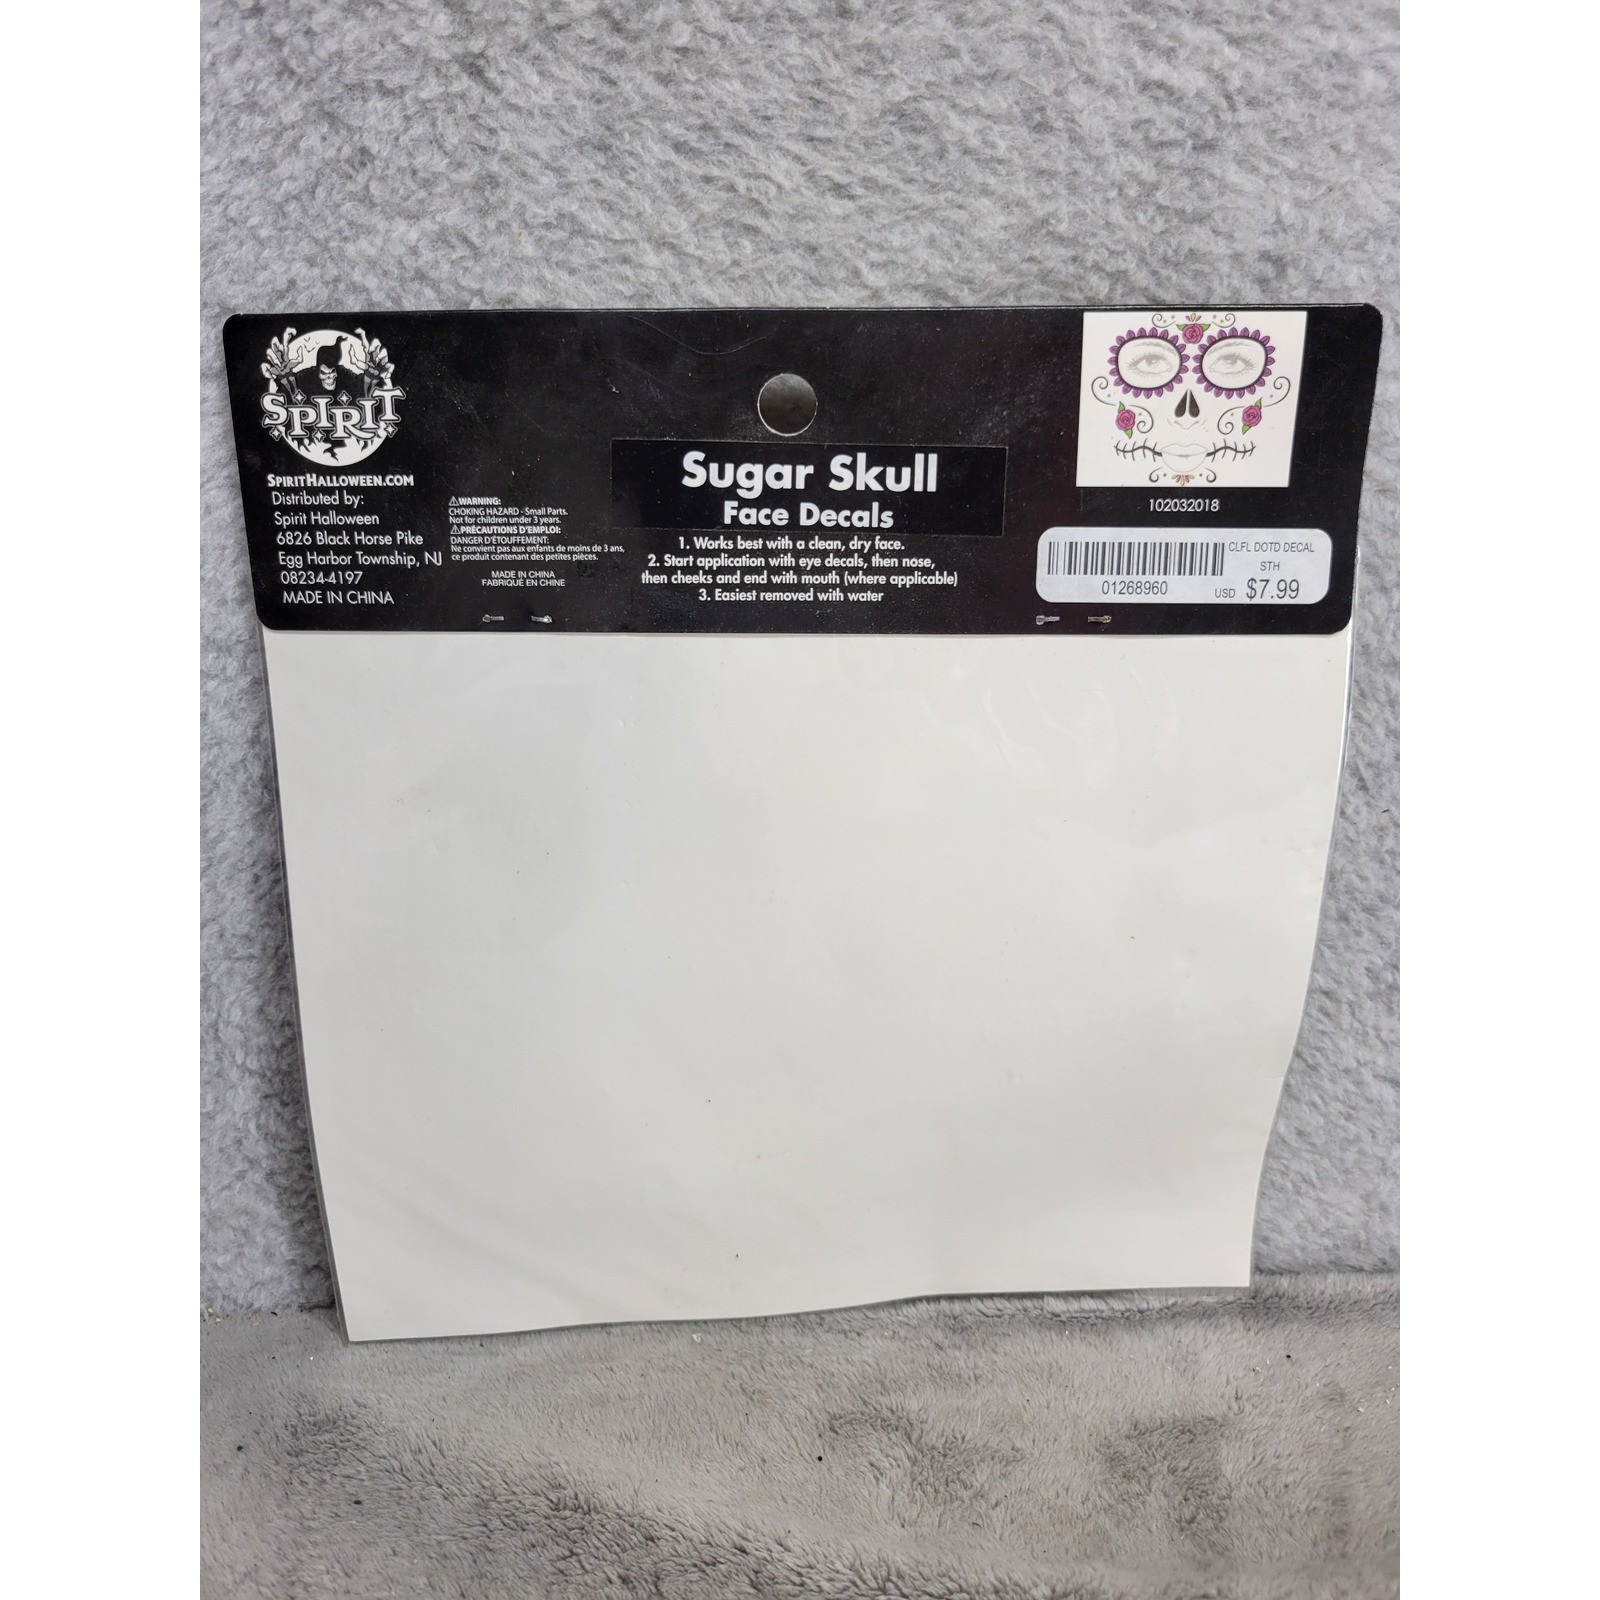 SPIRIT
SPIRITHALLOWEEN.COM
Distributed by:
Spirit Halloween
6826 Black Horse Pike
Egg Harbor Township, NJ
08234-4197
MADE IN CHINA
⚠WARNING:
CHOKING HAZARD - Small Parts.
Not for children under 3 years.
⚠PRÉCAUTIONS D'EMPLOI:
DANGER D'ÉTOUFFEMENT:
Ne convient pas aux enfants de moins de 3 ans,
ce produit contenant des petites pièces.
MADE IN CHINA
FABRIQUÉ EN CHINE
Sugar Skull
Face Decals
1. Works best with a clean, dry face.
2. Start application with eye decals, then nose,
then cheeks and end with mouth (where applicable)
3. Easiest removed with water
102032018
CLFL DOTD DECAL
STH
01268960
USD $7.99